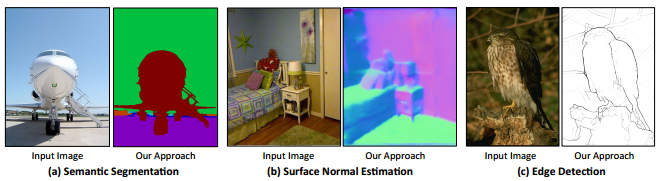 Input Image Our Approach Input Image Our Approach Input Image Our Approach
(a) Semantic Segmentation (b) Surface Normal Estimation (c) Edge Detection